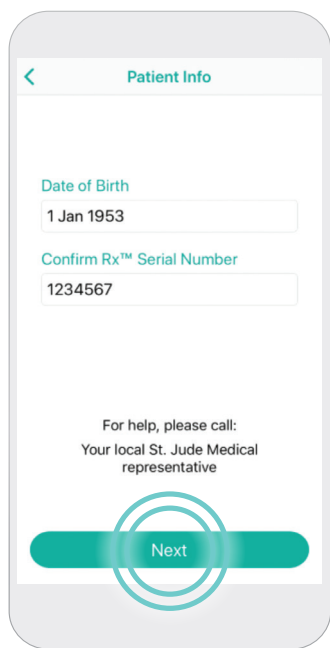 Patient Info
Date of Birth
1 Jan 1953
Confirm Rx™ Serial Number
1234567
For help, please call:
Your local St. Jude Medical
representative
Next